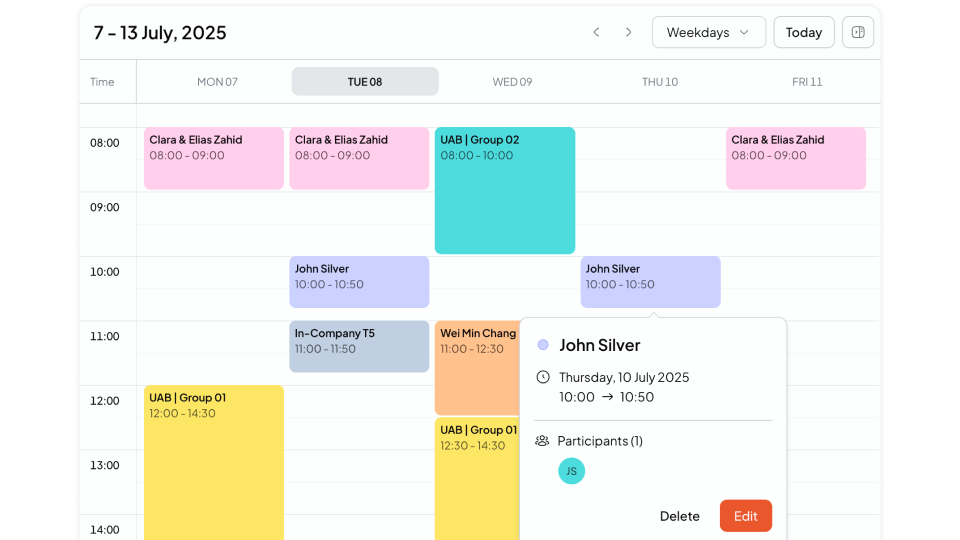 7 - 13 July, 2025
Weekdays
Today
Time
MON 07
TUE 08
WED 09
THU 10
FRI 11
08:00
Clara & Elias Zahid
08:00 - 09:00
Clara & Elias Zahid
08:00 - 09:00
UAB | Group 02
08:00 - 10:00
Clara & Elias Zahid
08:00 - 09:00
09:00
10:00
John Silver
10:00 - 10:50
John Silver
10:00 - 10:50
11:00
In-Company T5
11:00 - 11:50
Wei Min Chang
11:00 - 12:30
12:00
UAB | Group 01
12:00 - 14:30
UAB | Group 01
12:30 - 14:30
13:00
14:00
John Silver
Thursday, 10 July 2025
10:00 → 10:50
Participants (1)
JS
Delete
Edit